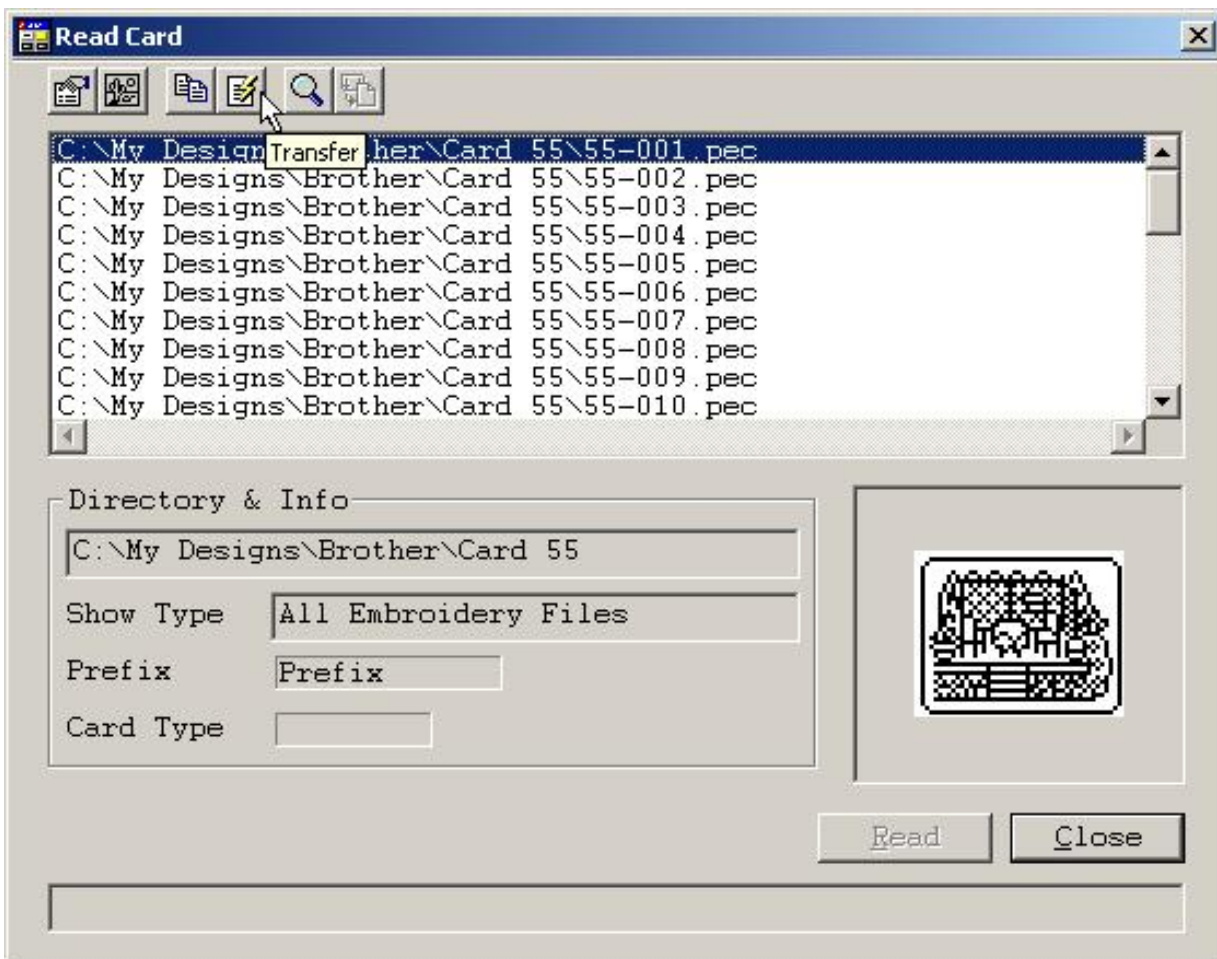 Read Card
C:\My Design Transfer her\Card 55\55-001.pec
C:\My Designs\Brother\Card 55\55-002.pec
C:\My Designs\Brother\Card 55\55-003.pec
C:\My Designs\Brother\Card 55\55-004.pec
C:\My Designs\Brother\Card 55\55-005.pec
C:\My Designs\Brother\Card 55\55-006.pec
C:\My Designs\Brother\Card 55\55-007.pec
C:\My Designs\Brother\Card 55\55-008.pec
C:\My Designs\Brother\Card 55\55-009.pec
C:\My Designs\Brother\Card 55\55-010.pec
Directory & Info
C:\My Designs\Brother\Card 55
Show Type All Embroidery Files
Prefix Prefix
Card Type
Read Close